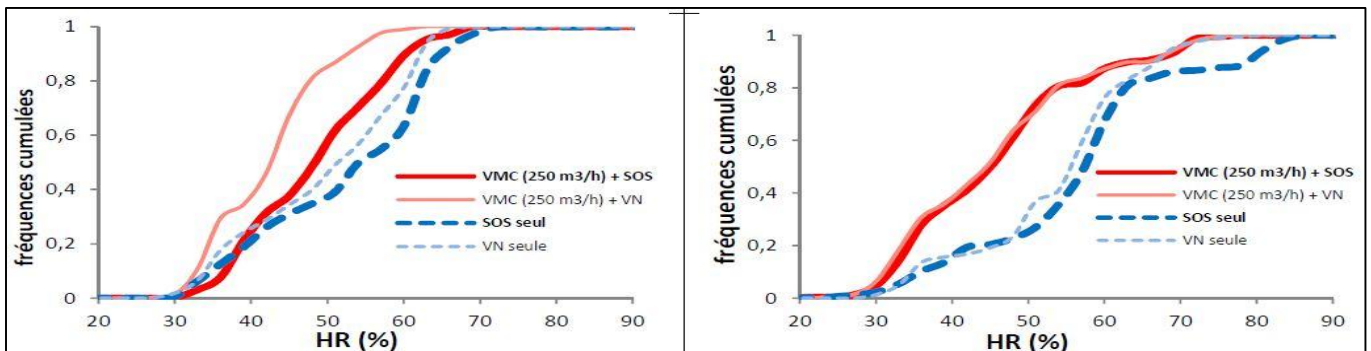 fréquences cumulées
1
0,8
0,6
0,4
0,2
0
20 30 40 50 60 70 80 90
HR (%)
VMC (250 m3/h) + SOS
VMC (250 m3/h) + VN
SOS seul
VN seule
fréquences cumulées
1
0,8
0,6
0,4
0,2
0
20 30 40 50 60 70 80 90
HR (%)
VMC (250 m3/h) + SOS
VMC (250 m3/h) + VN
SOS seul
VN seule